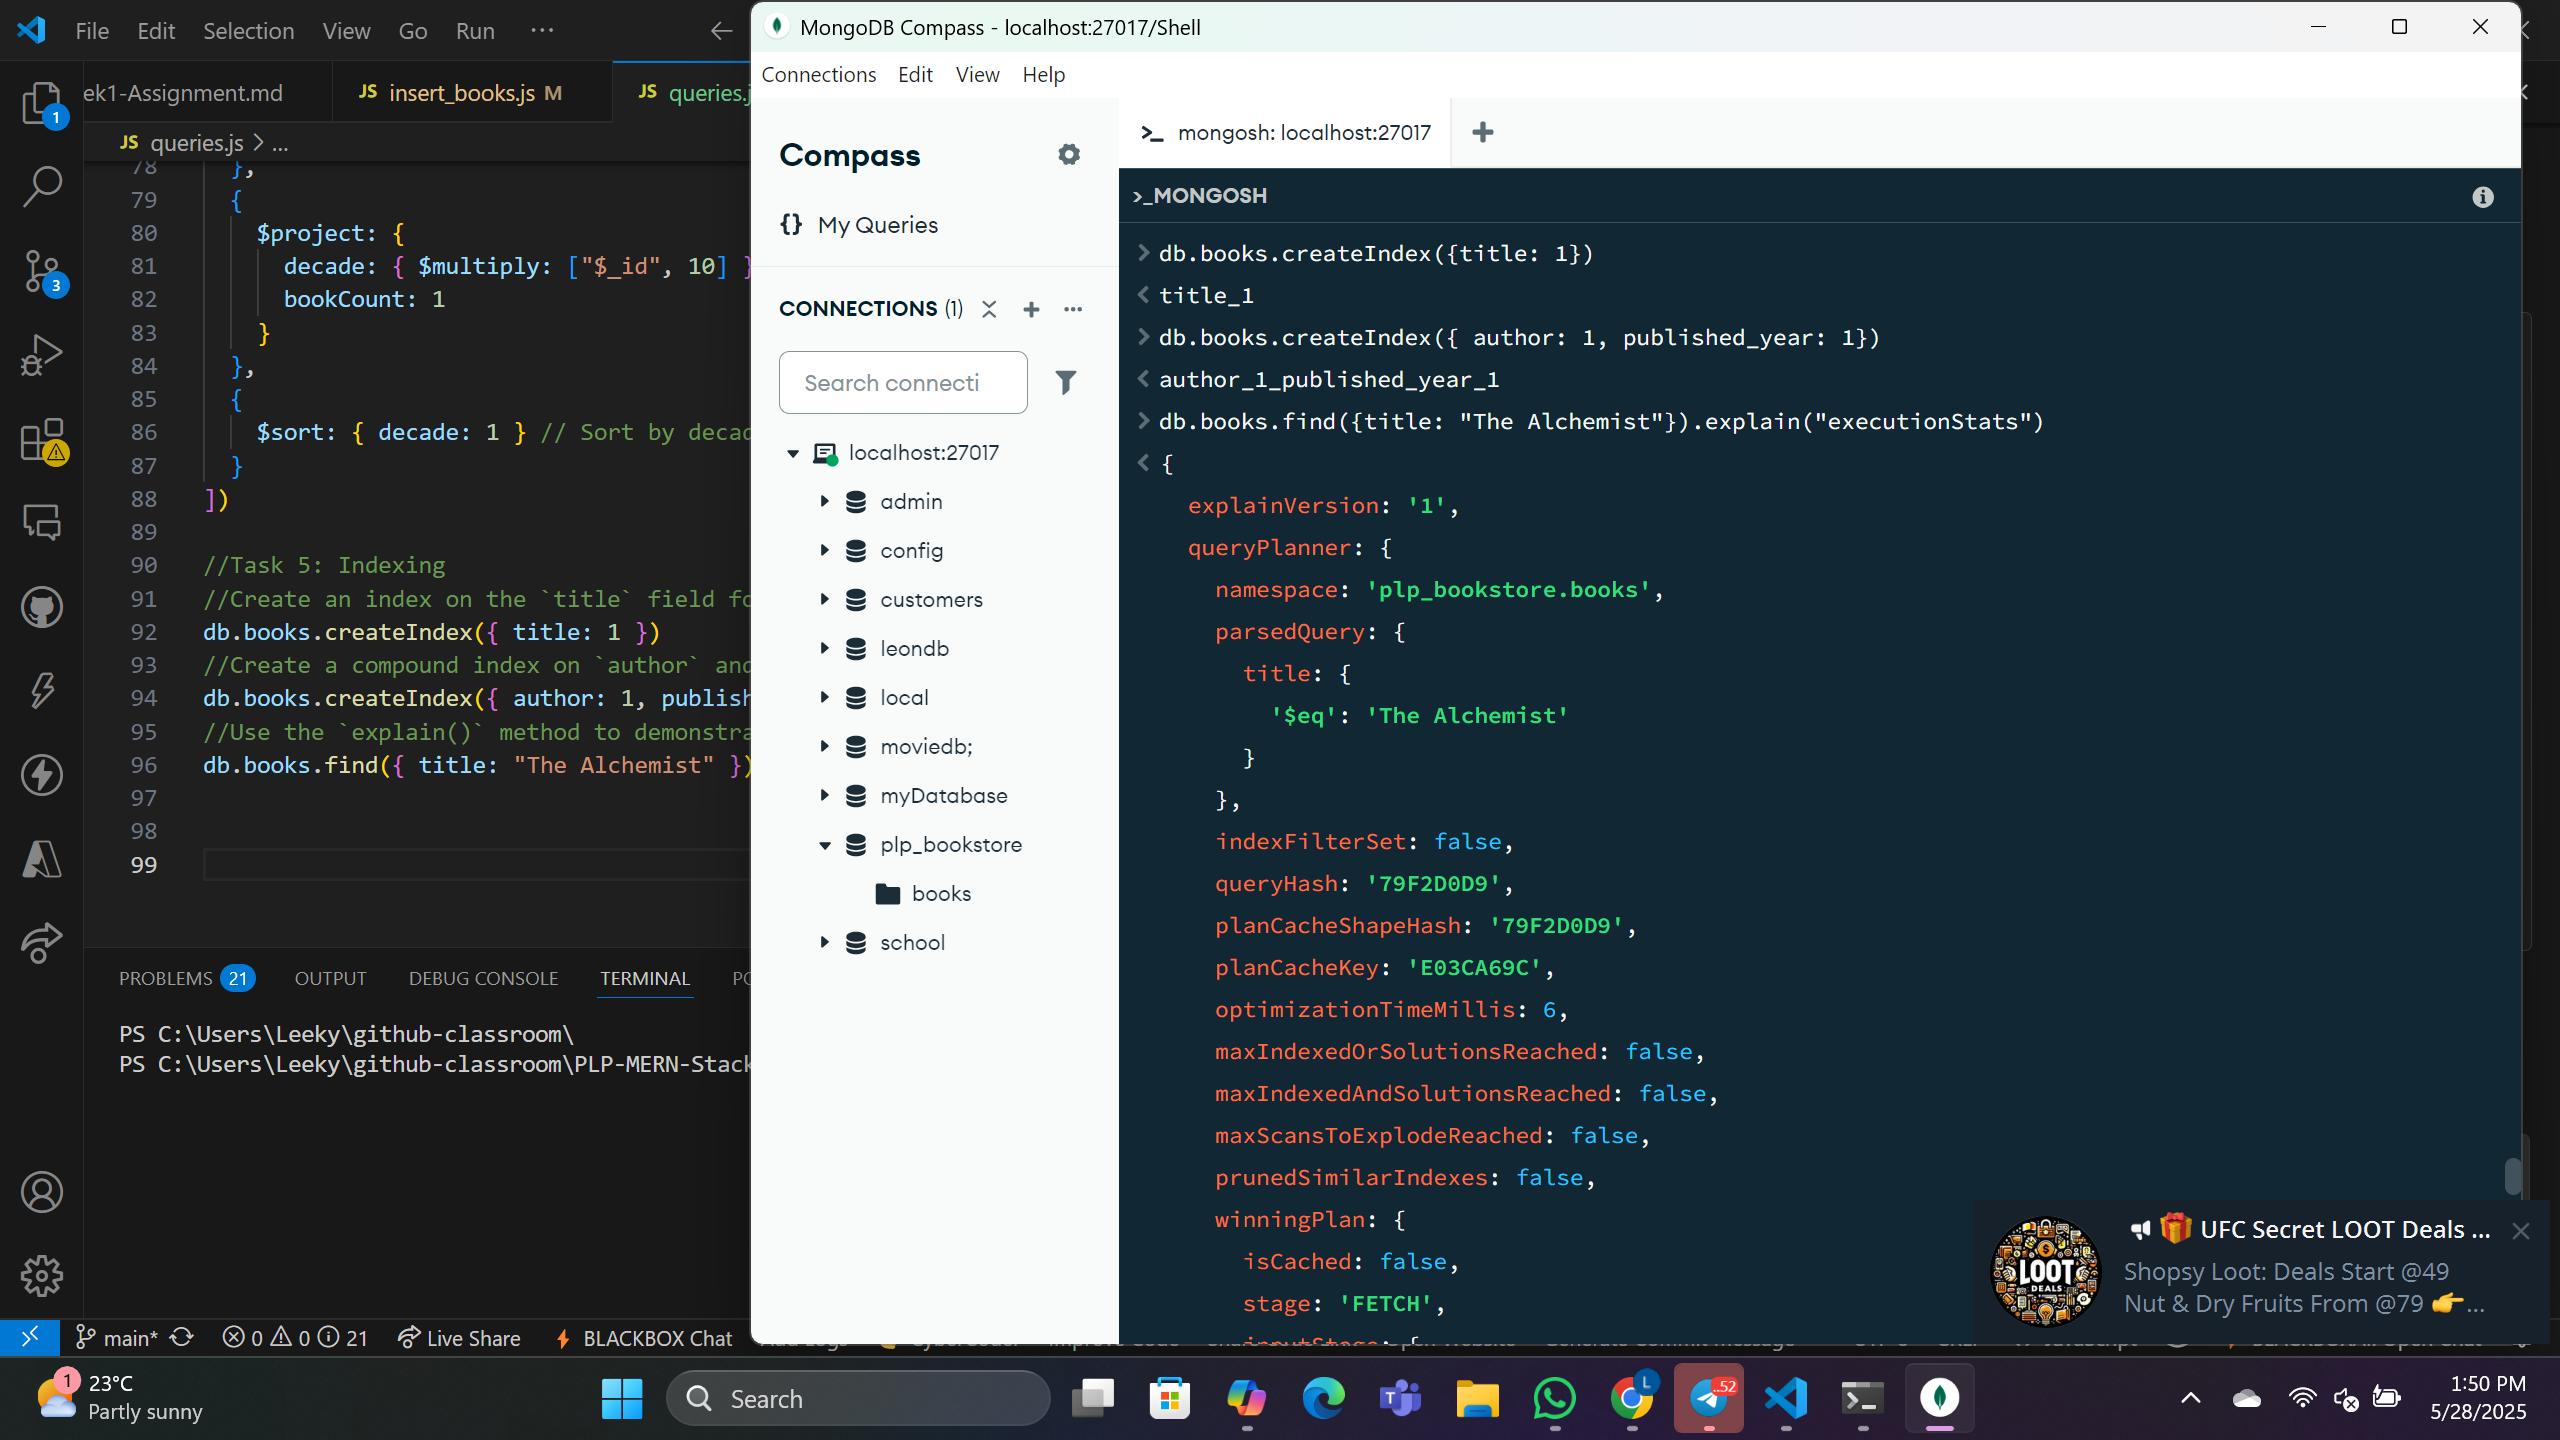 File Edit Selection View Go Run ...
ek1-Assignment.md
JS insert_books.js M
JS queries.j
JS queries.js > ...
78 },
79 {
80 $project: {
81 decade: { $multiply: ["$_id", 10] }
82 bookCount: 1
83 }
84 },
85 {
86 $sort: { decade: 1 } // Sort by decad
87 }
88 ])
89
90 //Task 5: Indexing
91 //Create an index on the `title` field fo
92 db.books.createIndex({ title: 1 })
93 //Create a compound index on `author` and
94 db.books.createIndex({ author: 1, publish
95 //Use the `explain()` method to demonstra
96 db.books.find({ title: "The Alchemist" })
97
98
99
1
3
PROBLEMS 21 OUTPUT DEBUG CONSOLE TERMINAL PO
PS C:\Users\Leeky\github-classroom\
PS C:\Users\Leeky\github-classroom\PLP-MERN-Stack
main* 0 0 21 Live Share BLACKBOX Chat
MongoDB Compass - localhost:27017/Shell
Connections Edit View Help
Compass
{} My Queries
CONNECTIONS (1)
Search connecti
localhost:27017
admin
config
customers
leondb
local
moviedb;
myDatabase
plp_bookstore
books
school
>_ mongosh: localhost:27017
>_MONGOSH
> db.books.createIndex({title: 1})
< title_1
> db.books.createIndex({ author: 1, published_year: 1})
< author_1_published_year_1
> db.books.find({title: "The Alchemist"}).explain("executionStats")
< {
explainVersion: '1',
queryPlanner: {
namespace: 'plp_bookstore.books',
parsedQuery: {
title: {
'$eq': 'The Alchemist'
}
},
indexFilterSet: false,
queryHash: '79F2D0D9',
planCacheShapeHash: '79F2D0D9',
planCacheKey: 'E03CA69C',
optimizationTimeMillis: 6,
maxIndexedOrSolutionsReached: false,
maxIndexedAndSolutionsReached: false,
maxScansToExplodeReached: false,
prunedSimilarIndexes: false,
winningPlan: {
isCached: false,
stage: 'FETCH',
inputStage: {
UFC Secret LOOT Deals ...
LOOT
DEALS
Shopsy Loot: Deals Start @49
Nut & Dry Fruits From @79 👉...
1
23°C
Partly sunny
Search
L
..52
1:50 PM
5/28/2025